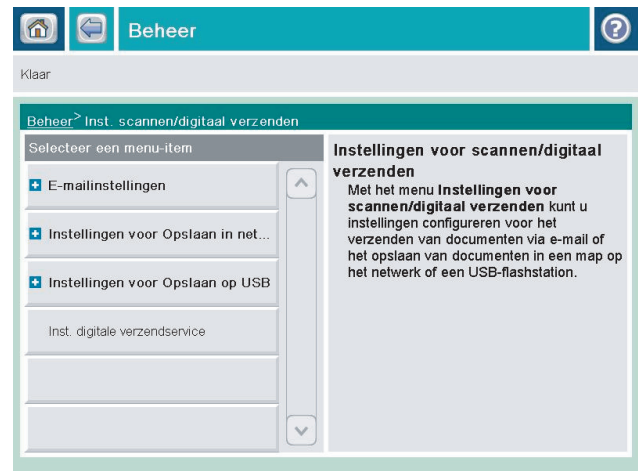 Beheer
?
Klaar
Beheer> Inst. scannen/digitaal verzenden
Selecteer een menu-item
E-mailinstellingen
Instellingen voor Opslaan in net...
Instellingen voor Opslaan op USB
Inst. digitale verzendservice
Instellingen voor scannen/digitaal
verzenden
Met het menu Instellingen voor
scannen/digitaal verzenden kunt u
instellingen configureren voor het
verzenden van documenten via e-mail of
het opslaan van documenten in een map op
het netwerk of een USB-flashstation.